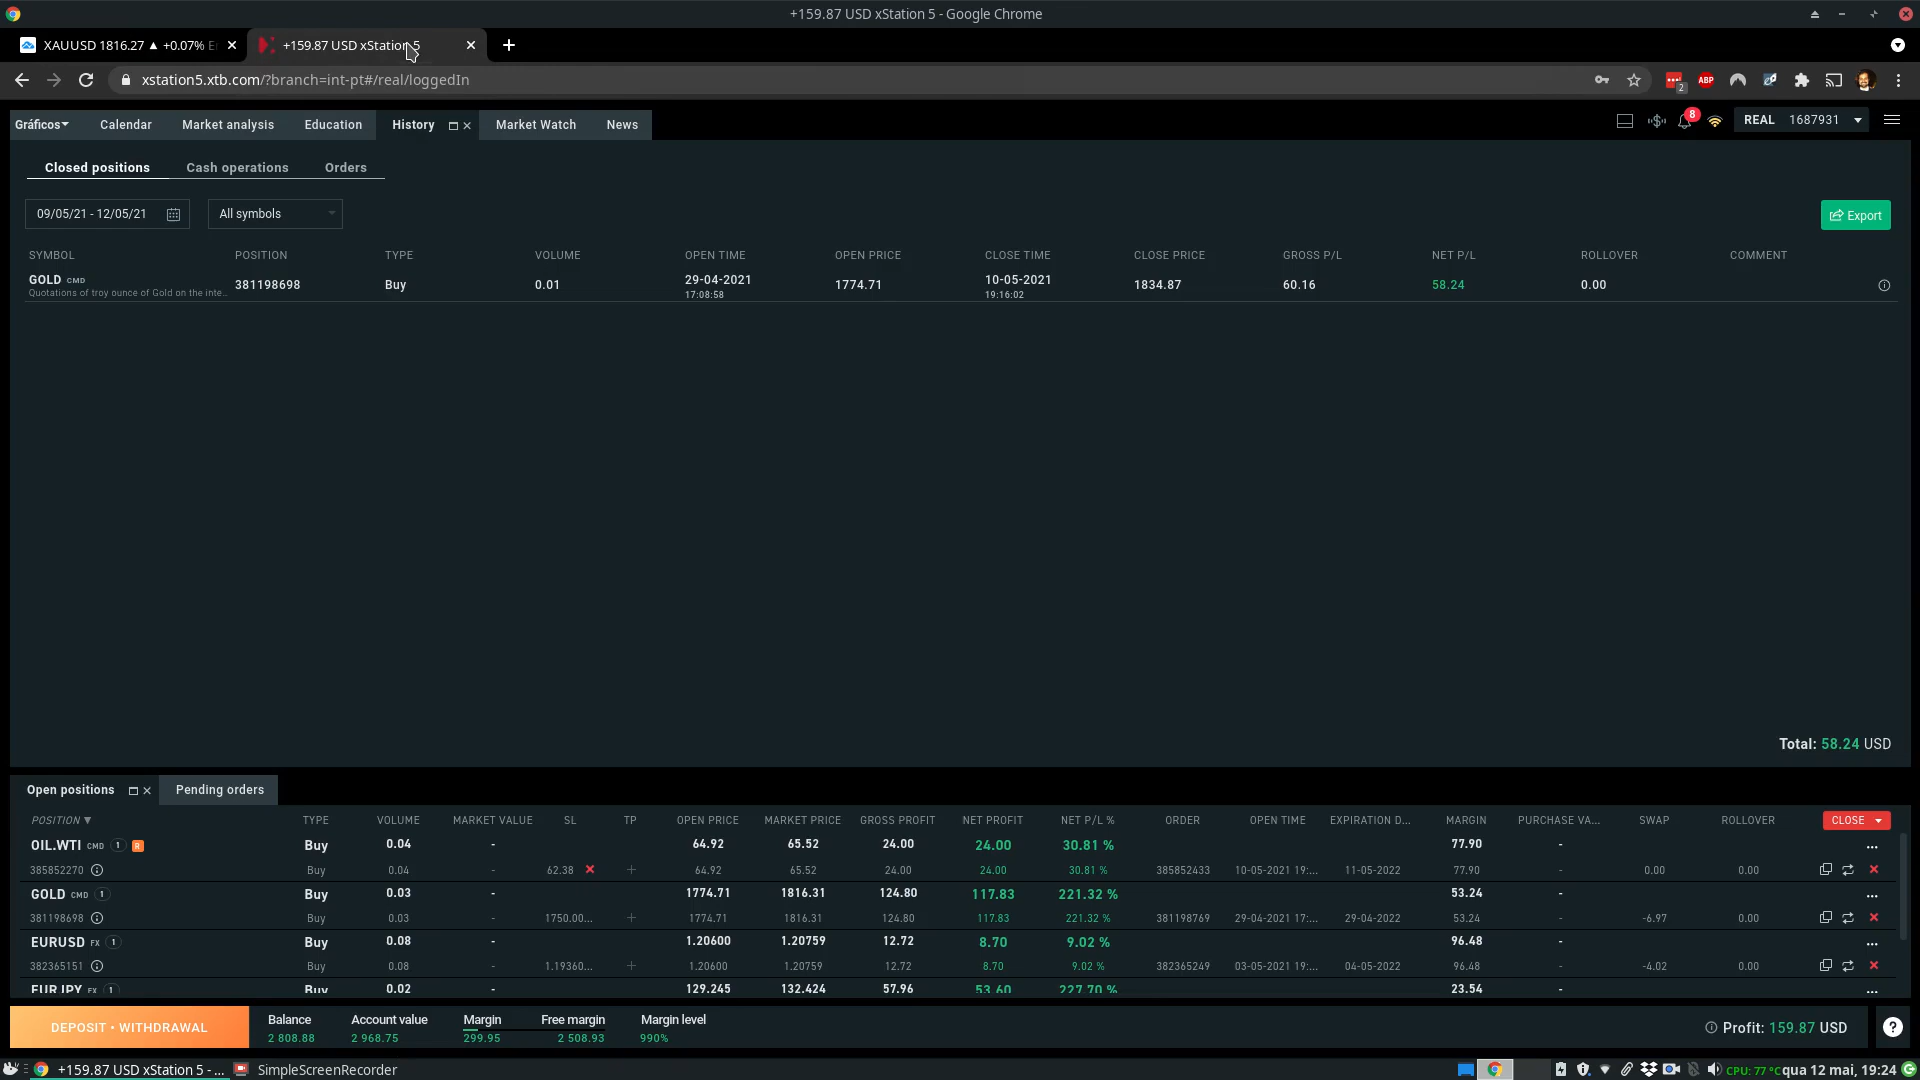 +159.87 USD xStation 5 - Google Chrome
XAUUSD 1816.27 ▲ +0.07%
+159.87 USD xStation 5
xstation5.xtb.com/?branch=int-pt#/real/loggedIn
2
ABP
Gráficos Calendar Market analysis Education History Market Watch News
8
REAL 1687931
Closed positions Cash operations Orders
09/05/21 - 12/05/21 All symbols
Export
SYMBOL POSITION TYPE VOLUME OPEN TIME OPEN PRICE CLOSE TIME CLOSE PRICE GROSS P/L NET P/L ROLLOVER COMMENT
GOLD CMD 381198698 Buy 0.01 29-04-2021 1774.71 10-05-2021 1834.87 60.16 58.24 0.00
Quotations of troy ounce of Gold on the inte... 17:08:58 19:16:02
Total: 58.24 USD
Open positions Pending orders
POSITION ▼ TYPE VOLUME MARKET VALUE SL TP OPEN PRICE MARKET PRICE GROSS PROFIT NET PROFIT NET P/L % ORDER OPEN TIME EXPIRATION D... MARGIN PURCHASE VA... SWAP ROLLOVER CLOSE
OIL.WTI CMD 1 R Buy 0.04 - 64.92 65.52 24.00 24.00 30.81 % 77.90 - ...
385852270 Buy 0.04 - 62.38 64.92 65.52 24.00 24.00 30.81 % 385852433 10-05-2021 19:... 11-05-2022 77.90 - 0.00 0.00
GOLD CMD 1 Buy 0.03 - 1774.71 1816.31 124.80 117.83 221.32 % 53.24 - ...
381198698 Buy 0.03 - 1750.00... 1774.71 1816.31 124.80 117.83 221.32 % 381198769 29-04-2021 17:... 29-04-2022 53.24 - -6.97 0.00
EURUSD FX 1 Buy 0.08 - 1.20600 1.20759 12.72 8.70 9.02 % 96.48 - ...
382365151 Buy 0.08 - 1.19360... 1.20600 1.20759 12.72 8.70 9.02 % 382365249 03-05-2021 19:... 04-05-2022 96.48 - -4.02 0.00
EURJPY FX 1 Buy 0.02 - 129.245 132.424 57.96 53.60 227.70 % 23.54 - ...
DEPOSIT • WITHDRAWAL
Balance Account value Margin Free margin Margin level
2 808.88 2 968.75 299.95 2 508.93 990%
Profit: 159.87 USD
+159.87 USD xStation 5 - ... SimpleScreenRecorder
CPU: 77 °C qua 12 mai, 19:24